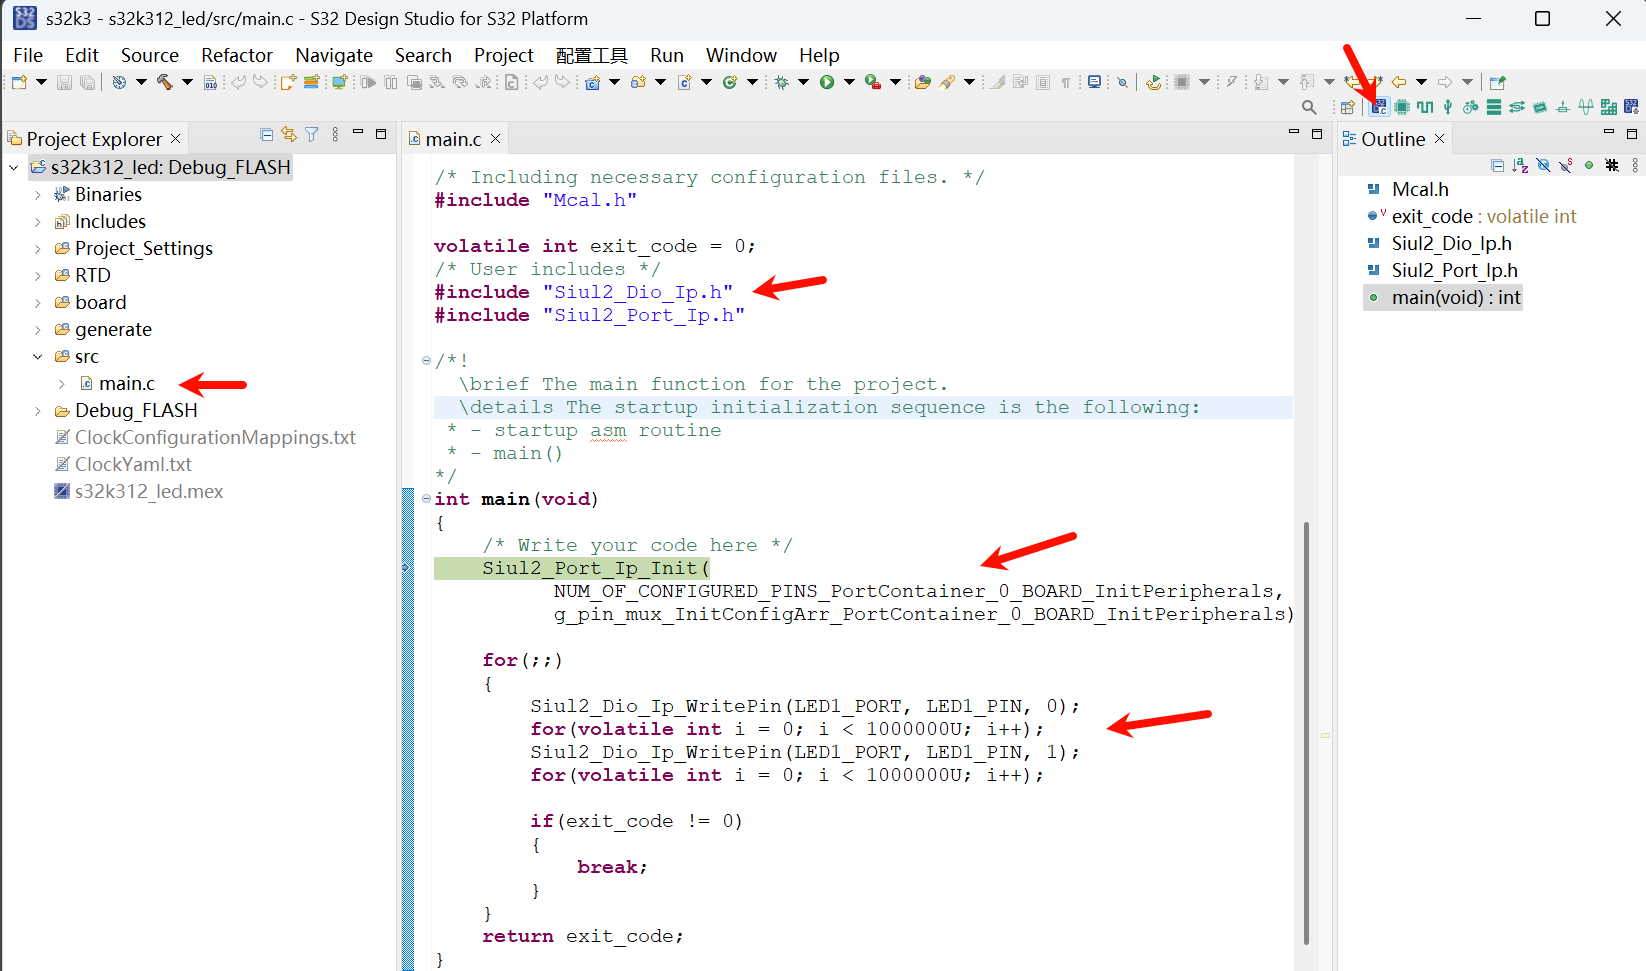 s32k3 - s32k312_led/src/main.c - S32 Design Studio for S32 Platform
File Edit Source Refactor Navigate Search Project 配置工具 Run Window Help
Project Explorer
s32k312_led: Debug_FLASH
Binaries
Includes
Project_Settings
RTD
board
generate
src
main.c
Debug_FLASH
ClockConfigurationMappings.txt
ClockYaml.txt
s32k312_led.mex
main.c
/* Including necessary configuration files. */
#include "Mcal.h"
volatile int exit_code = 0;
/* User includes */
#include "Siul2_Dio_Ip.h"
#include "Siul2_Port_Ip.h"
/*!
\brief The main function for the project.
\details The startup initialization sequence is the following:
* - startup asm routine
* - main()
*/
int main(void)
{
/* Write your code here */
Siul2_Port_Ip_Init(
NUM_OF_CONFIGURED_PINS_PortContainer_0_BOARD_InitPeripherals,
g_pin_mux_InitConfigArr_PortContainer_0_BOARD_InitPeripherals)
for(;;)
{
Siul2_Dio_Ip_WritePin(LED1_PORT, LED1_PIN, 0);
for(volatile int i = 0; i < 1000000U; i++);
Siul2_Dio_Ip_WritePin(LED1_PORT, LED1_PIN, 1);
for(volatile int i = 0; i < 1000000U; i++);
if(exit_code != 0)
{
break;
}
}
return exit_code;
}
Outline
Mcal.h
exit_code : volatile int
Siul2_Dio_Ip.h
Siul2_Port_Ip.h
main(void) : int